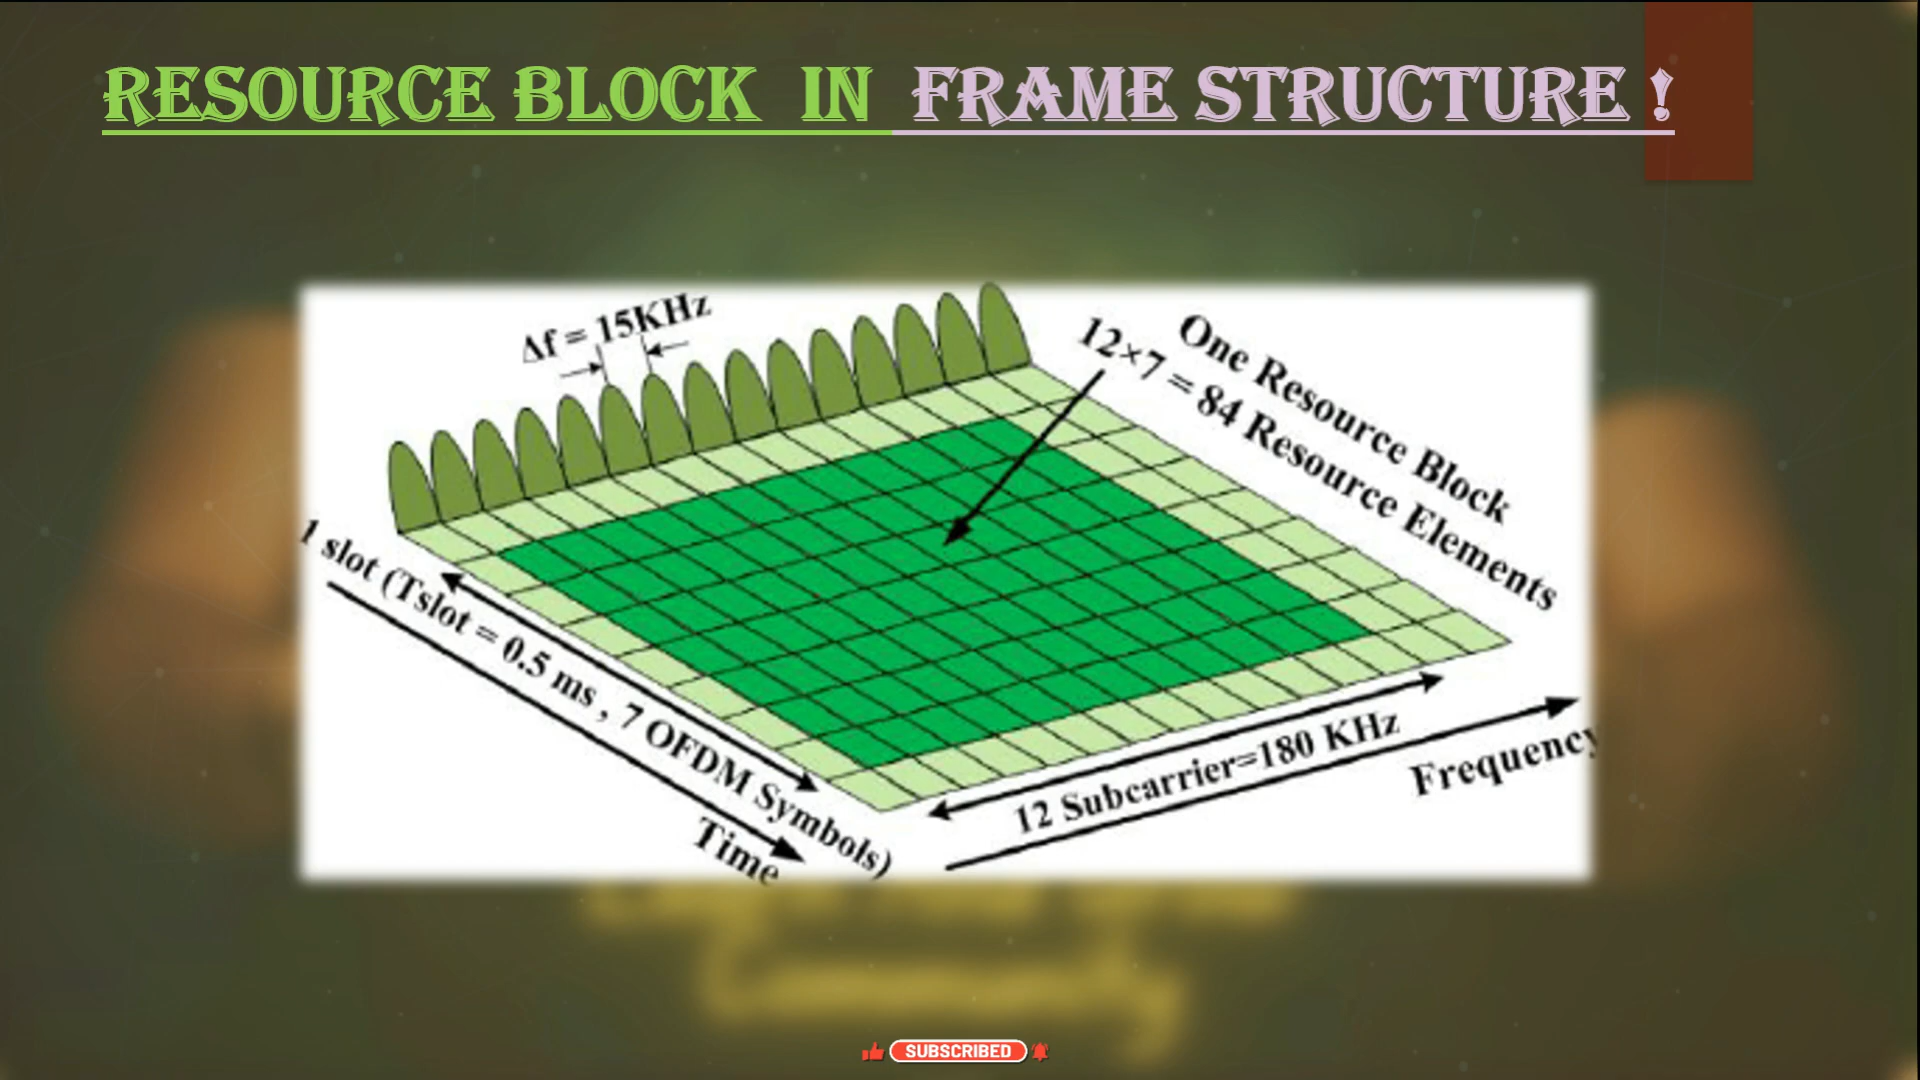 RESOURCE BLOCK IN FRAME STRUCTURE !
Δf = 15KHz
One Resource Block
12×7 = 84 Resource Elements
1 slot (Tslot = 0.5 ms , 7 OFDM Symbols)
Time
12 Subcarrier=180 KHz
Frequency
SUBSCRIBED